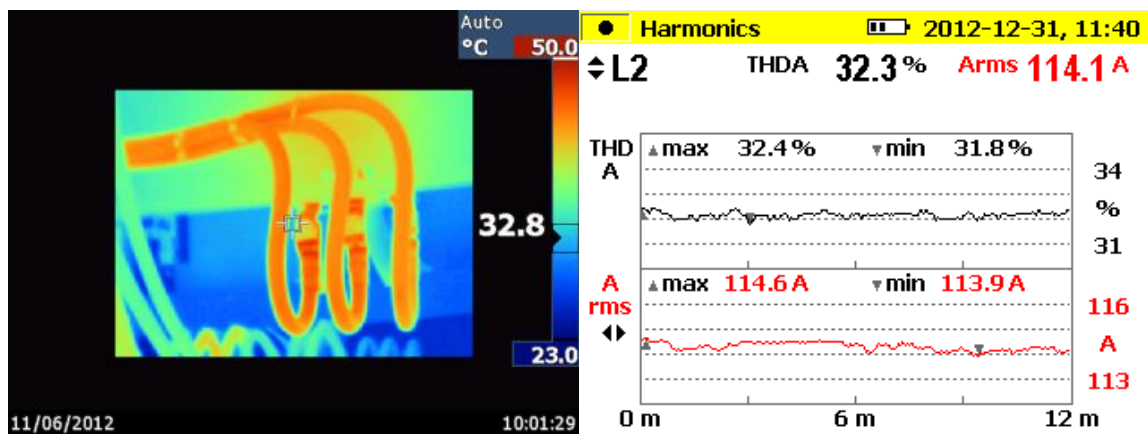 Auto
°C 50.0
32.8
23.0
11/06/2012 10:01:29
Harmonics 2012-12-31, 11:40
L2 THDA 32.3 % Arms 114.1 A
THD A max 32.4 % min 31.8 %
34
%
31
A rms max 114.6 A min 113.9 A
116
A
113
0 m 6 m 12 m